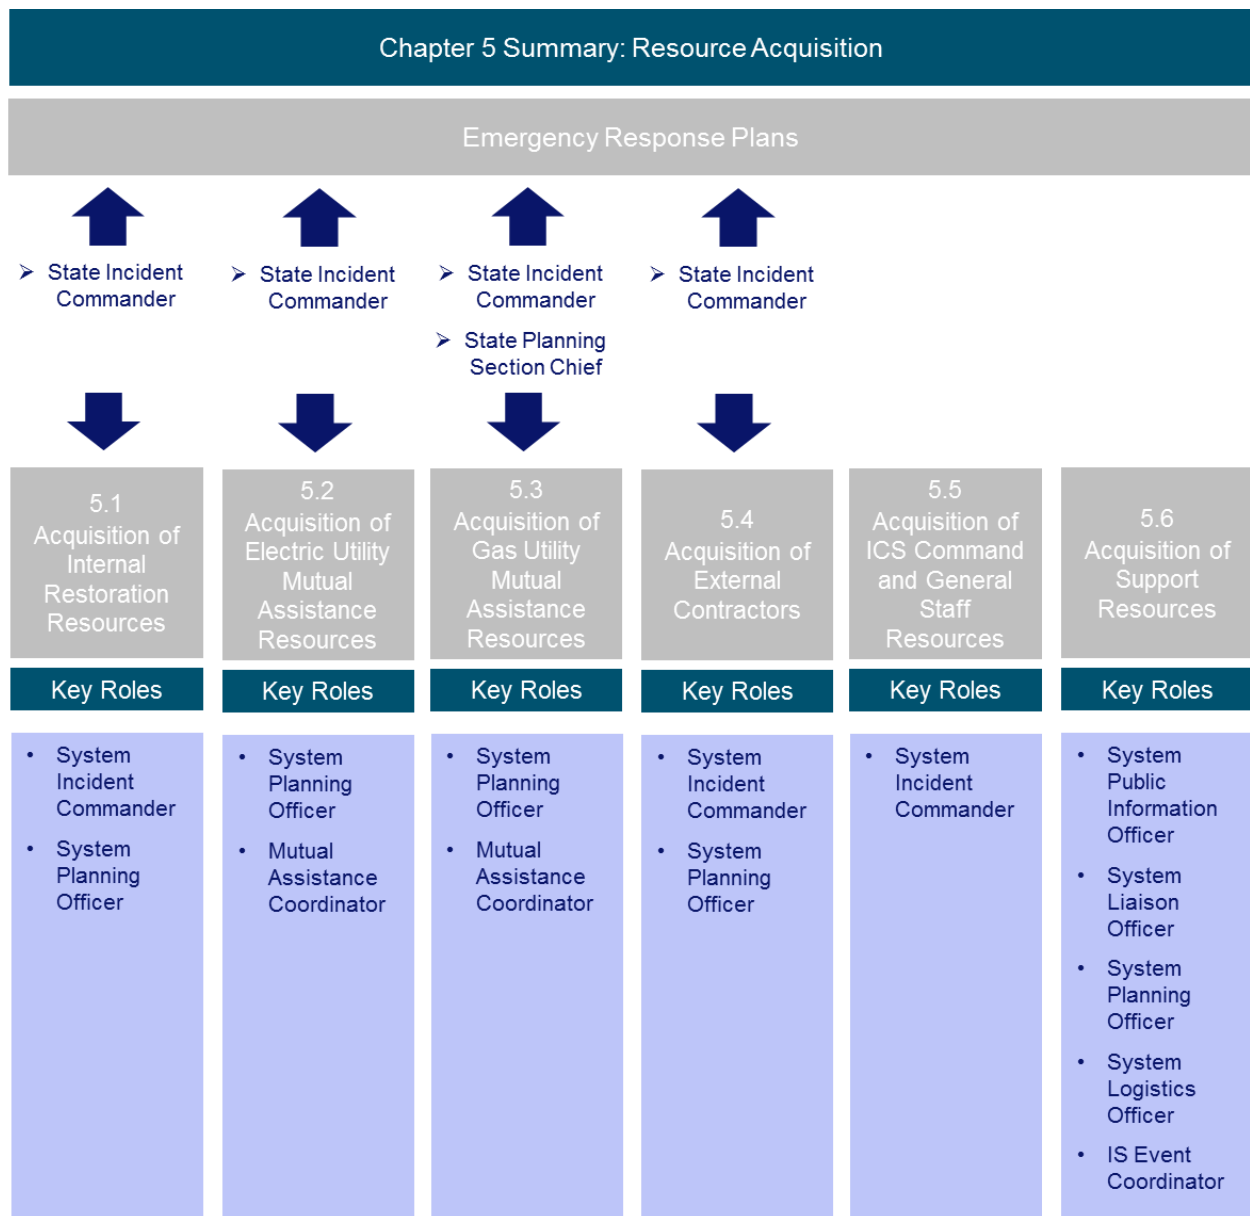 Chapter 5 Summary: Resource Acquisition
Emergency Response Plans
➢ State Incident
Commander
➢ State Incident
Commander
➢ State Incident
Commander
➢ State Planning
Section Chief
➢ State Incident
Commander
5.1
Acquisition of
Internal
Restoration
Resources
5.2
Acquisition of
Electric Utility
Mutual
Assistance
Resources
5.3
Acquisition of
Gas Utility
Mutual
Assistance
Resources
5.4
Acquisition of
External
Contractors
5.5
Acquisition of
ICS Command
and General
Staff
Resources
5.6
Acquisition of
Support
Resources
Key Roles
Key Roles
Key Roles
Key Roles
Key Roles
Key Roles
• System
Incident
Commander
• System
Planning
Officer
• System
Planning
Officer
• Mutual
Assistance
Coordinator
• System
Planning
Officer
• Mutual
Assistance
Coordinator
• System
Incident
Commander
• System
Planning
Officer
• System
Incident
Commander
• System
Public
Information
Officer
• System
Liaison
Officer
• System
Planning
Officer
• System
Logistics
Officer
• IS Event
Coordinator